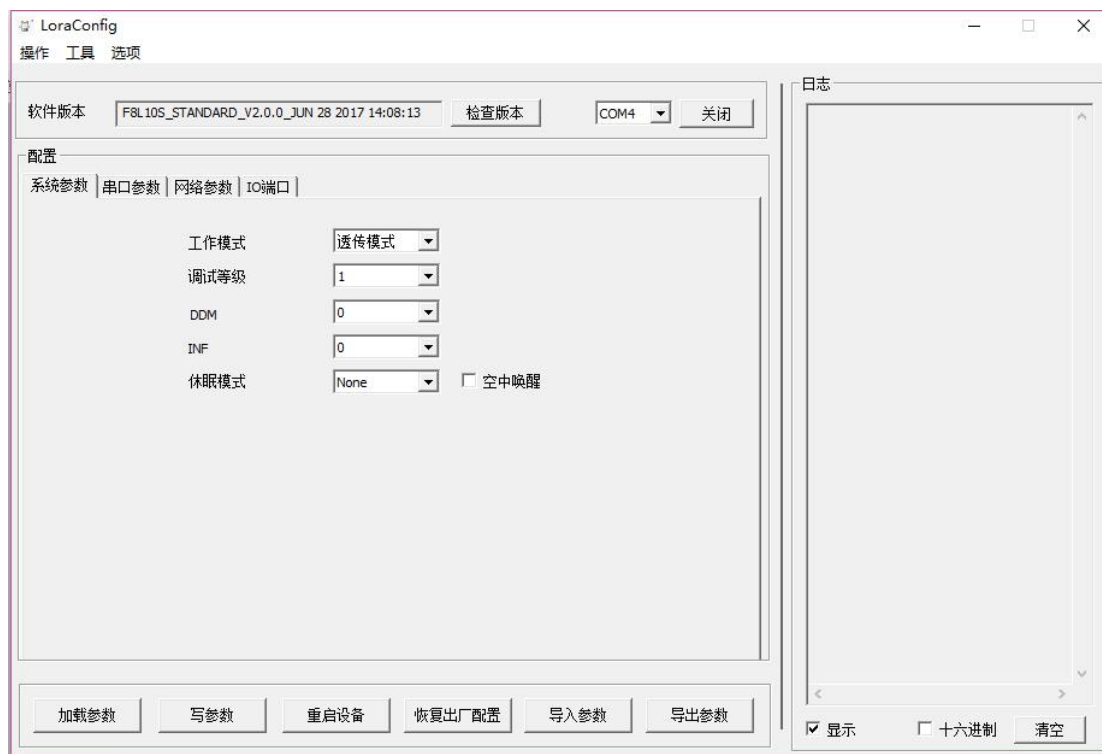 LoraConfig
操作 工具 选项
软件版本 F8L10S_STANDARD_V2.0.0_JUN 28 2017 14:08:13 检查版本 COM4 关闭
配置
系统参数 串口参数 网络参数 IO端口
工作模式 透传模式
调试等级 1
DDM 0
INF 0
休眠模式 None 空中唤醒
加载参数 写参数 重启设备 恢复出厂配置 导入参数 导出参数
日志
显示 十六进制 清空